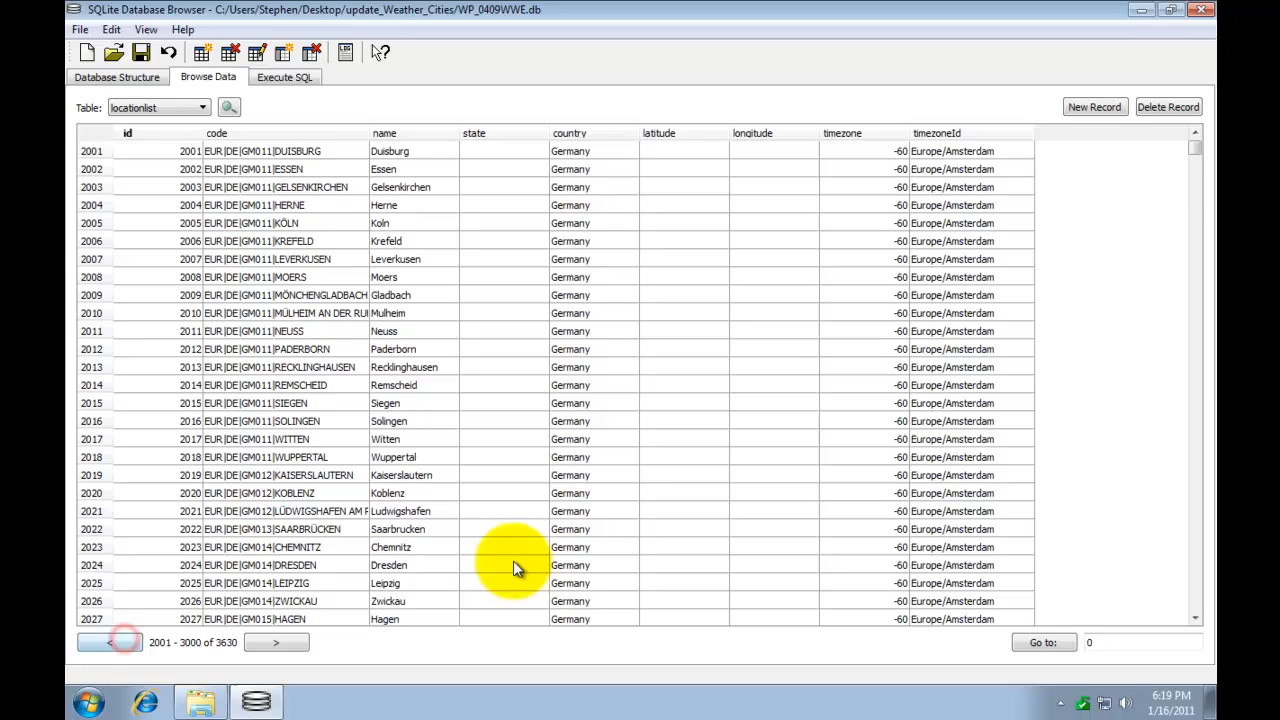 SQLite Database Browser - C:/Users/Stephen/Desktop/update_Weather_Cities/WP_0409WWE.db
File Edit View Help
LOG
Database Structure Browse Data Execute SQL
Table: locationlist New Record Delete Record
id code name state country latitude longitude timezone timezoneId
2001 2001 EUR|DE|GM011|DUISBURG Duisburg Germany -60 Europe/Amsterdam
2002 2002 EUR|DE|GM011|ESSEN Essen Germany -60 Europe/Amsterdam
2003 2003 EUR|DE|GM011|GELSENKIRCHEN Gelsenkirchen Germany -60 Europe/Amsterdam
2004 2004 EUR|DE|GM011|HERNE Herne Germany -60 Europe/Amsterdam
2005 2005 EUR|DE|GM011|KÖLN Koln Germany -60 Europe/Amsterdam
2006 2006 EUR|DE|GM011|KREFELD Krefeld Germany -60 Europe/Amsterdam
2007 2007 EUR|DE|GM011|LEVERKUSEN Leverkusen Germany -60 Europe/Amsterdam
2008 2008 EUR|DE|GM011|MOERS Moers Germany -60 Europe/Amsterdam
2009 2009 EUR|DE|GM011|MÖNCHENGLADBACH Gladbach Germany -60 Europe/Amsterdam
2010 2010 EUR|DE|GM011|MÜLHEIM AN DER RU Mulheim Germany -60 Europe/Amsterdam
2011 2011 EUR|DE|GM011|NEUSS Neuss Germany -60 Europe/Amsterdam
2012 2012 EUR|DE|GM011|PADERBORN Paderborn Germany -60 Europe/Amsterdam
2013 2013 EUR|DE|GM011|RECKLINGHAUSEN Recklinghausen Germany -60 Europe/Amsterdam
2014 2014 EUR|DE|GM011|REMSCHEID Remscheid Germany -60 Europe/Amsterdam
2015 2015 EUR|DE|GM011|SIEGEN Siegen Germany -60 Europe/Amsterdam
2016 2016 EUR|DE|GM011|SOLINGEN Solingen Germany -60 Europe/Amsterdam
2017 2017 EUR|DE|GM011|WITTEN Witten Germany -60 Europe/Amsterdam
2018 2018 EUR|DE|GM011|WUPPERTAL Wuppertal Germany -60 Europe/Amsterdam
2019 2019 EUR|DE|GM012|KAISERSLAUTERN Kaiserslautern Germany -60 Europe/Amsterdam
2020 2020 EUR|DE|GM012|KOBLENZ Koblenz Germany -60 Europe/Amsterdam
2021 2021 EUR|DE|GM012|LÜDWIGSHAFEN AM R Ludwigshafen Germany -60 Europe/Amsterdam
2022 2022 EUR|DE|GM013|SAARBRÜCKEN Saarbrucken Germany -60 Europe/Amsterdam
2023 2023 EUR|DE|GM014|CHEMNITZ Chemnitz Germany -60 Europe/Amsterdam
2024 2024 EUR|DE|GM014|DRESDEN Dresden Germany -60 Europe/Amsterdam
2025 2025 EUR|DE|GM014|LEIPZIG Leipzig Germany -60 Europe/Amsterdam
2026 2026 EUR|DE|GM014|ZWICKAU Zwickau Germany -60 Europe/Amsterdam
2027 2027 EUR|DE|GM015|HAGEN Hagen Germany -60 Europe/Amsterdam
< 2001 - 3000 of 3630 > Go to: 0
6:19 PM
1/16/2011